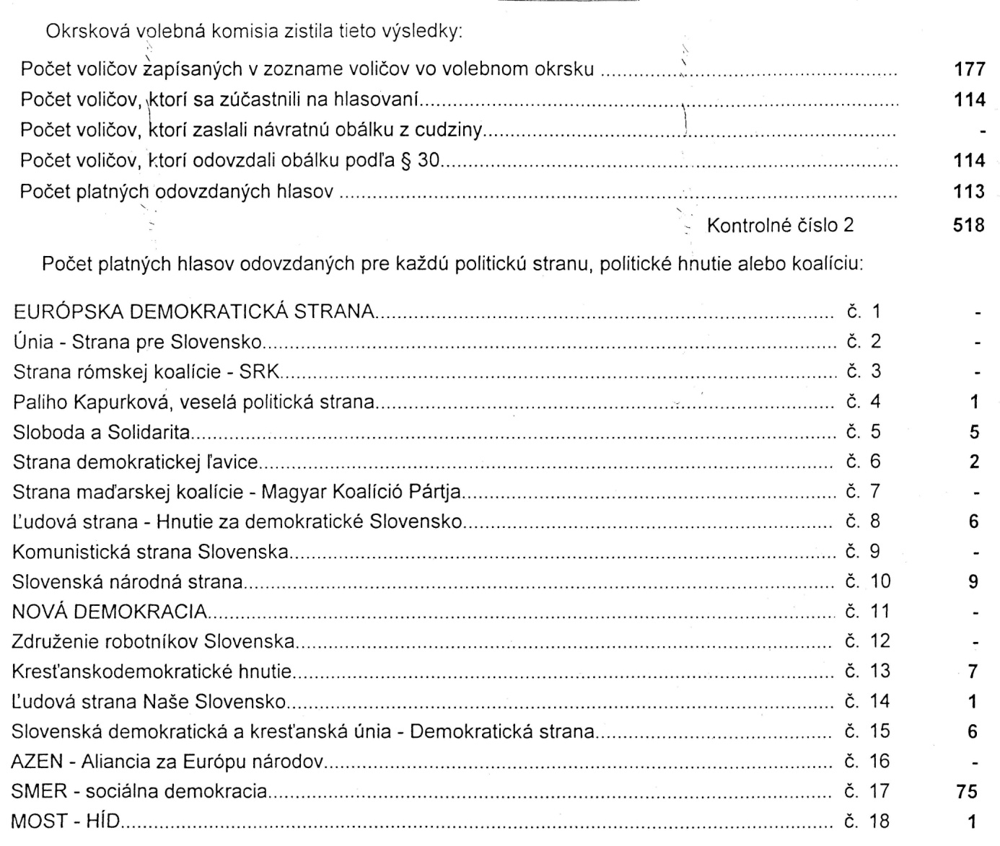 Okrsková volebná komisia zistila tieto výsledky:
Počet voličov zapísaných v zozname voličov vo volebnom okrsku ........ 177
Počet voličov, ktorí sa zúčastnili na hlasovaní........ 114
Počet voličov, ktorí zaslali návratnú obálku z cudziny........ -
Počet voličov, ktorí odovzdali obálku podľa § 30........ 114
Počet platných odovzdaných hlasov ........ 113
Kontrolné číslo 2 518
Počet platných hlasov odovzdaných pre každú politickú stranu, politické hnutie alebo koalíciu:
EURÓPSKA DEMOKRATICKÁ STRANA........ č. 1 -
Únia - Strana pre Slovensko........ č. 2 -
Strana rómskej koalície - SRK........ č. 3 -
Paliho Kapurková, veselá politická strana........ č. 4 1
Sloboda a Solidarita........ č. 5 5
Strana demokratickej ľavice........ č. 6 2
Strana maďarskej koalície - Magyar Koalíció Pártja........ č. 7 -
Ľudová strana - Hnutie za demokratické Slovensko........ č. 8 6
Komunistická strana Slovenska........ č. 9 -
Slovenská národná strana........ č. 10 9
NOVÁ DEMOKRACIA........ č. 11 -
Združenie robotníkov Slovenska........ č. 12 -
Kresťanskodemokratické hnutie........ č. 13 7
Ľudová strana Naše Slovensko........ č. 14 1
Slovenská demokratická a kresťanská únia - Demokratická strana........ č. 15 6
AZEN - Aliancia za Európu národov........ č. 16 -
SMER - sociálna demokracia........ č. 17 75
MOST - HÍD........ č. 18 1